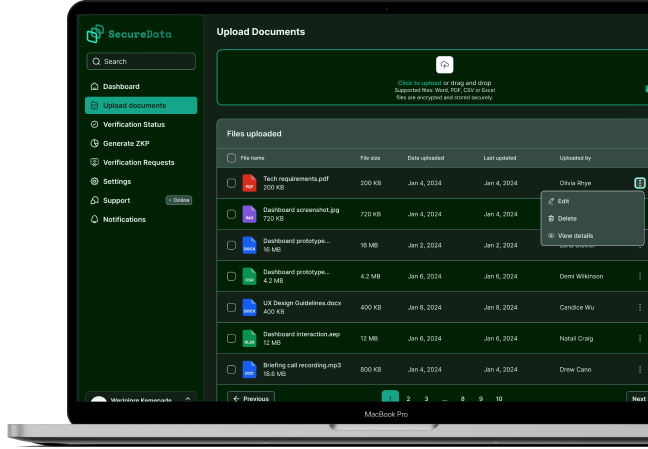 SecureData
Search
Dashboard
Upload documents
Verification Status
Generate ZKP
Verification Requests
Settings
Support
Online
Notifications
Upload Documents
Click to upload or drag and drop
Supported files: Word, PDF, CSV or Excel
files are encrypted and stored securely.
Files uploaded
File name File size Date uploaded Last updated Uploaded by
PDF Tech requirements.pdf 200 KB 200 KB Jan 4, 2024 Jan 4, 2024 Olivia Rhye
Edit
Delete
View details
IMG Dashboard screenshot.jpg 720 KB 720 KB Jan 4, 2024 Jan 4, 2024
DOCX Dashboard prototype... 16 MB 16 MB Jan 2, 2024 Jan 2, 2024
CSV Dashboard prototype... 4.2 MB 4.2 MB Jan 6, 2024 Jan 6, 2024 Demi Wilkinson
DOCX UX Design Guidelines.docx 400 KB 400 KB Jan 8, 2024 Jan 8, 2024 Candice Wu
XLSX Dashboard interaction.aep 12 MB 12 MB Jan 6, 2024 Jan 6, 2024 Natali Craig
DOC Briefing call recording.mp3 18.6 MB 800 KB Jan 4, 2024 Jan 4, 2024 Drew Cano
Previous 1 2 3 ... 8 9 10 Next
Kemenade
MacBook Pro